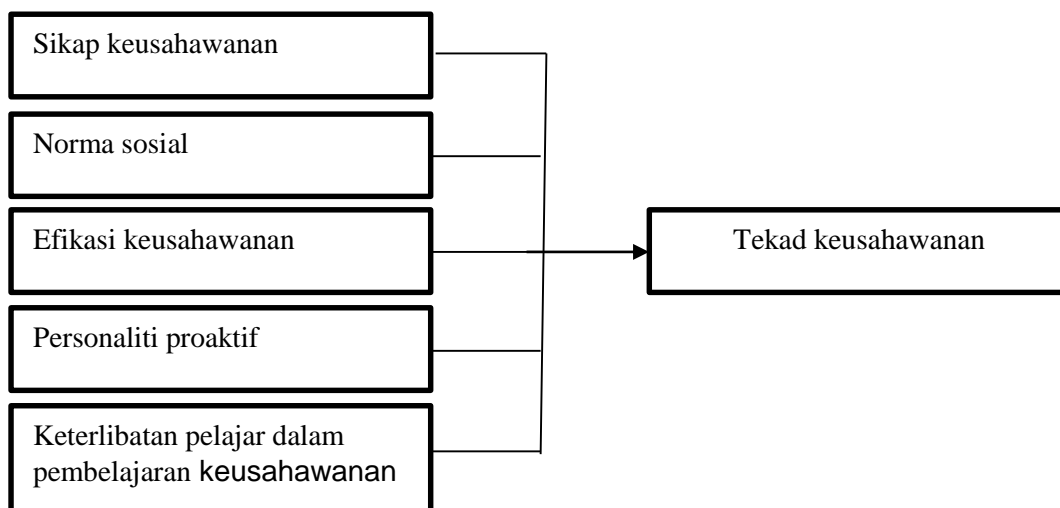 Sikap keusahawanan
Norma sosial
Efikasi keusahawanan
Tekad keusahawanan
Personaliti proaktif
Keterlibatan pelajar dalam
pembelajaran keusahawanan